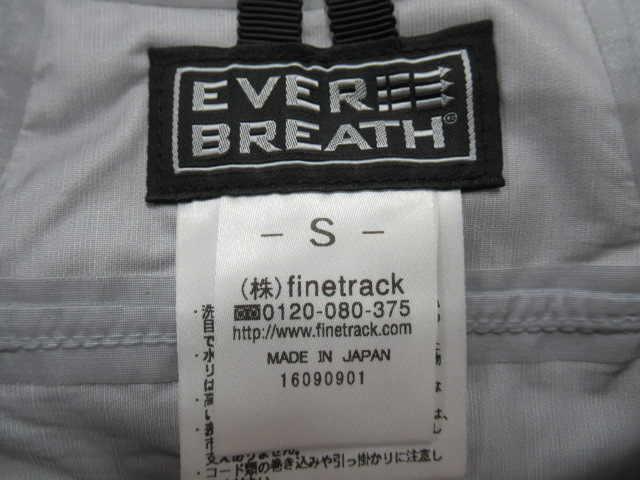 EVER
BREATH®
- S -
(株)finetrack
0120-080-375
http://www.finetrack.com
MADE IN JAPAN
16090901
・コード類の巻き込みや引っ掛かりに注意し